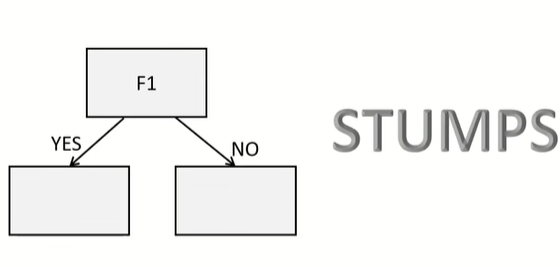 F1
YES
NO
STUMPS